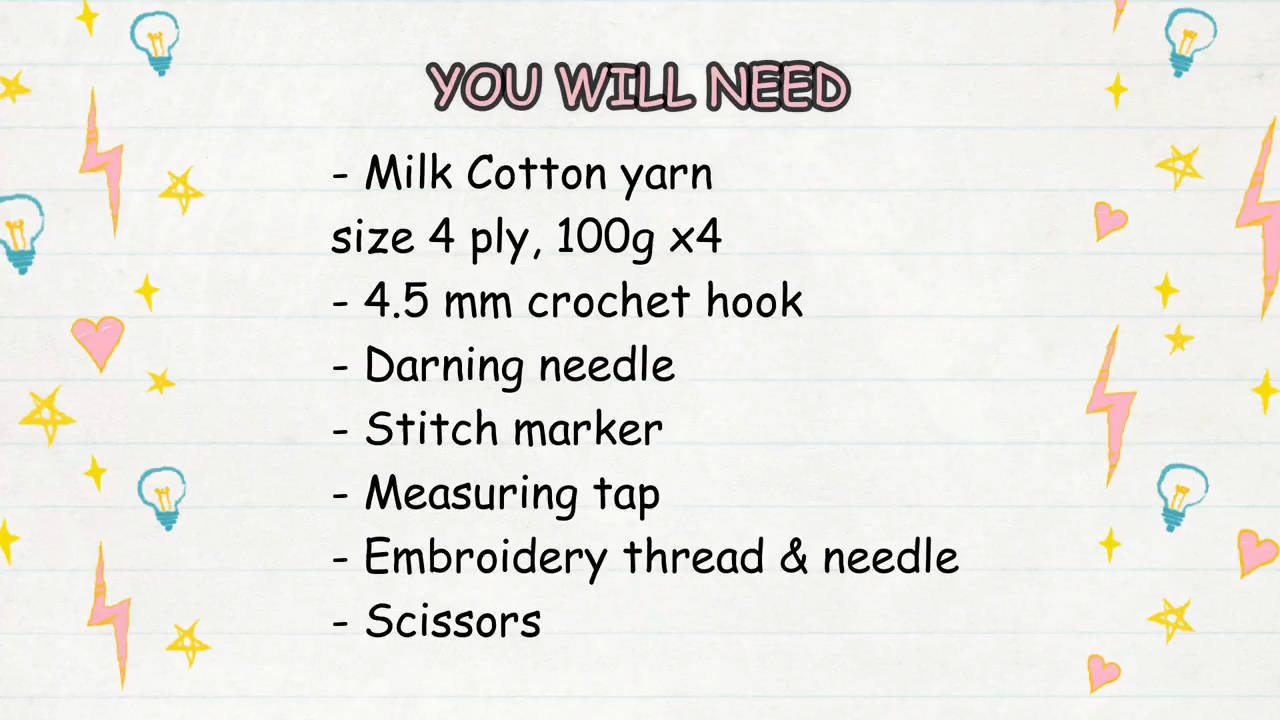 YOU WILL NEED
- Milk Cotton yarn
size 4 ply, 100g x4
- 4.5 mm crochet hook
- Darning needle
- Stitch marker
- Measuring tap
- Embroidery thread & needle
- Scissors